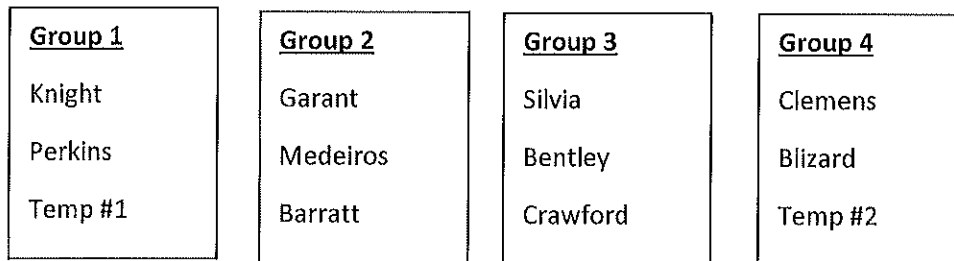 Group 1
Knight
Perkins
Temp #1
Group 2
Garant
Medeiros
Barratt
Group 3
Silvia
Bentley
Crawford
Group 4
Clemens
Blizard
Temp #2